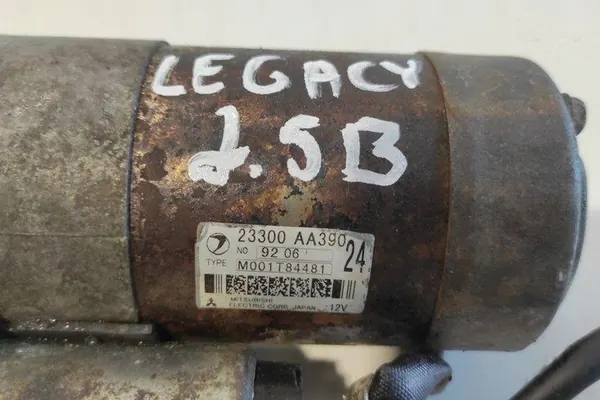 LEGACY
2.5B
23300 AA390
NO 92 06
24
TYPE M001T84481
MITSUBISHI
ELECTRIC CORP. JAPAN 12V